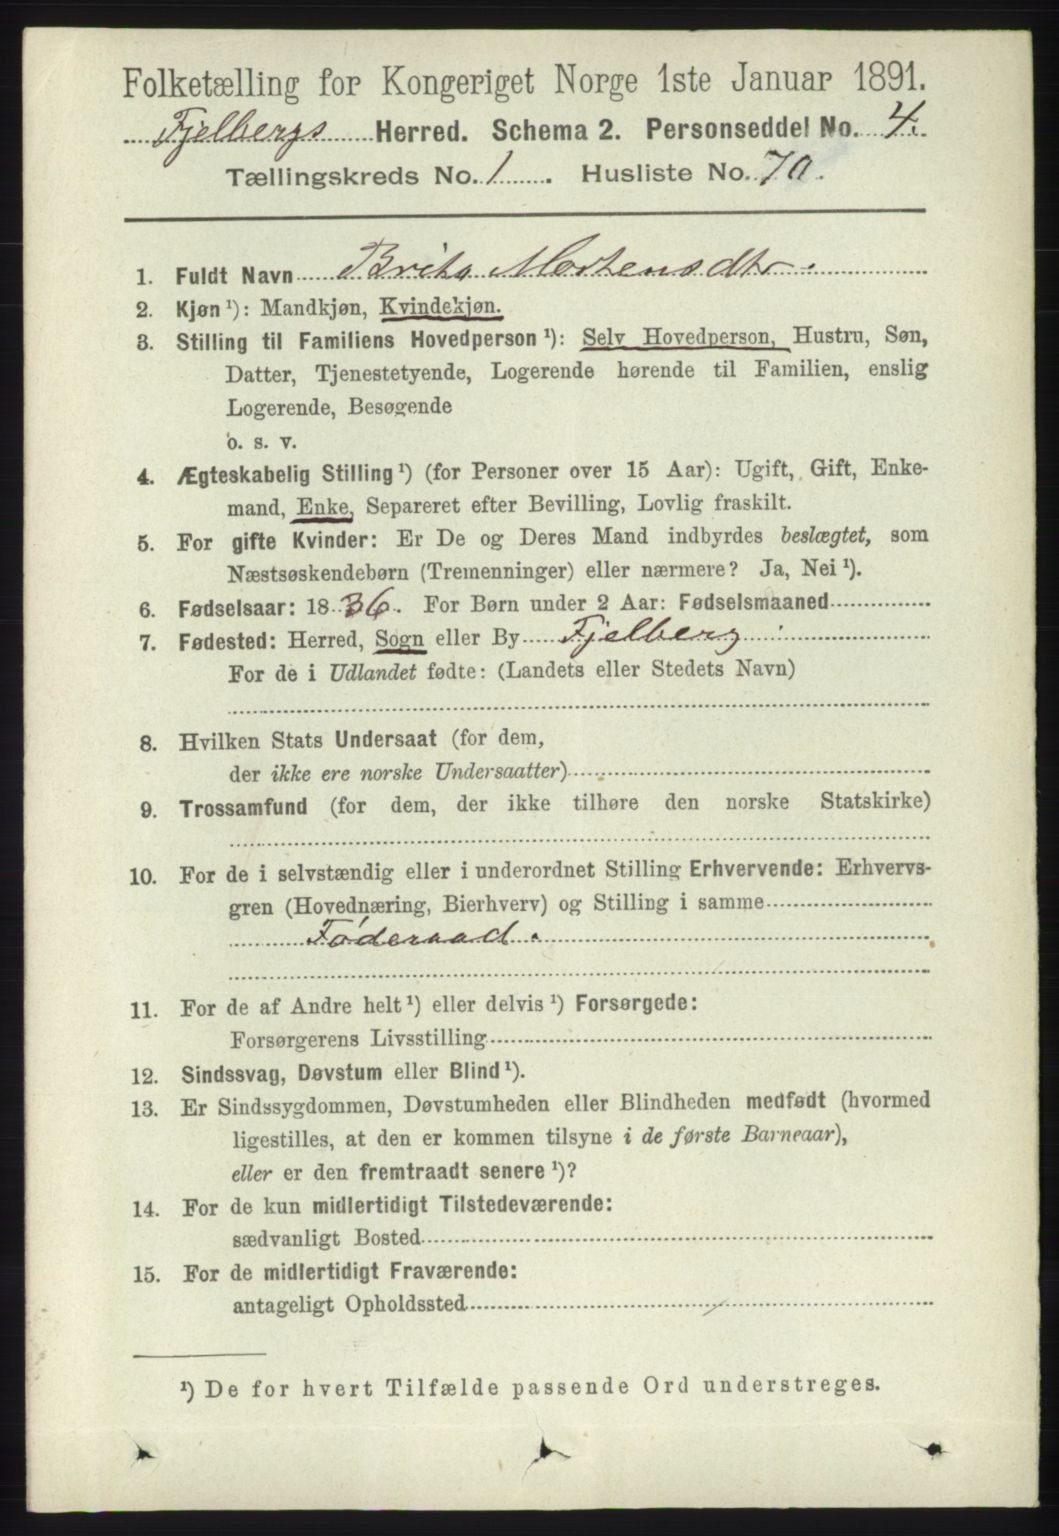 Folketælling for Kongeriget Norge 1ste Januar 1891.
Fjelbergs Herred. Schema 2. Personseddel No. 4.
Tællingskreds No. 1. Husliste No. 70.
1. Fuldt Navn Brita Mortensdtr.
2. Kjøn ¹): Mandkjøn, Kvindekjøn.
3. Stilling til Familiens Hovedperson ¹): Selv Hovedperson, Hustru, Søn,
Datter, Tjenestetyende, Logerende hørende til Familien, enslig
Logerende, Besøgende
o. s. v.
4. Ægteskabelig Stilling ¹) (for Personer over 15 Aar): Ugift, Gift, Enke-
mand, Enke, Separeret efter Bevilling, Lovlig fraskilt.
5. For gifte Kvinder: Er De og Deres Mand indbyrdes beslægtet, som
Næstsøskendebørn (Tremenninger) eller nærmere? Ja, Nei ¹).
6. Fødselsaar: 1836. For Børn under 2 Aar: Fødselsmaaned
7. Fødested: Herred, Sogn eller By Fjelberg
For de i Udlandet fødte: (Landets eller Stedets Navn)
8. Hvilken Stats Undersaat (for dem,
der ikke ere norske Undersaatter)
9. Trossamfund (for dem, der ikke tilhøre den norske Statskirke)
10. For de i selvstændig eller i underordnet Stilling Erhvervende: Erhvervs-
gren (Hovednæring, Bierhverv) og Stilling i samme
Føderaad.
11. For de af Andre helt ¹) eller delvis ¹) Forsørgede:
Forsørgerens Livsstilling
12. Sindssvag, Døvstum eller Blind ¹).
13. Er Sindssygdommen, Døvstumheden eller Blindheden medfødt (hvormed
ligestilles, at den er kommen tilsyne i de første Barneaar),
eller er den fremtraadt senere ¹)?
14. For de kun midlertidigt Tilstedeværende:
sædvanligt Bosted
15. For de midlertidigt Fraværende:
antageligt Opholdssted
¹) De for hvert Tilfælde passende Ord understreges.